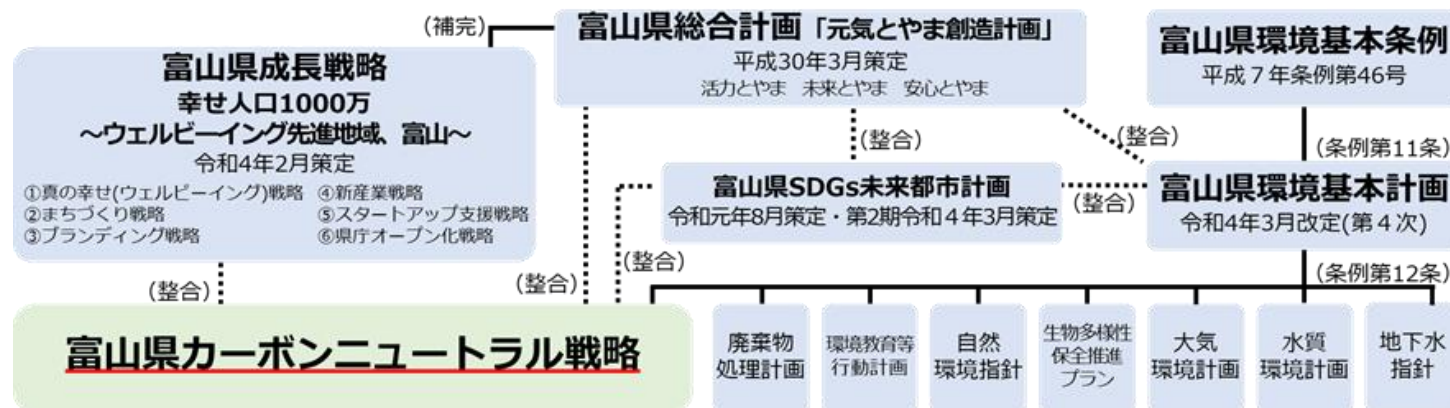 (補完)
富山県総合計画「元気とやま創造計画」
平成30年3月策定
活力とやま 未来とやま 安心とやま
富山県環境基本条例
平成7年条例第46号
富山県成長戦略
幸せ人口1000万
～ウェルビーイング先進地域、富山～
令和4年2月策定
①真の幸せ(ウェルビーイング)戦略 ④新産業戦略
②まちづくり戦略 ⑤スタートアップ支援戦略
③ブランディング戦略 ⑥県庁オープン化戦略
(整合)
(整合)
(条例第11条)
富山県SDGs未来都市計画
令和元年8月策定・第2期令和4年3月策定
(整合)
富山県環境基本計画
令和4年3月改定(第4次)
(整合)
(整合)
(整合)
(条例第12条)
富山県カーボンニュートラル戦略
廃棄物
処理計画
環境教育等
行動計画
自然
環境指針
生物多様性
保全推進
プラン
大気
環境計画
水質
環境計画
地下水
指針